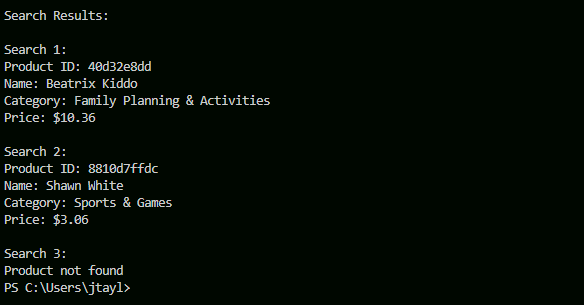 Search Results:
Search 1:
Product ID: 40d32e8dd
Name: Beatrix Kiddo
Category: Family Planning & Activities
Price: $10.36
Search 2:
Product ID: 8810d7ffdc
Name: Shawn White
Category: Sports & Games
Price: $3.06
Search 3:
Product not found
PS C:\Users\jtayl>